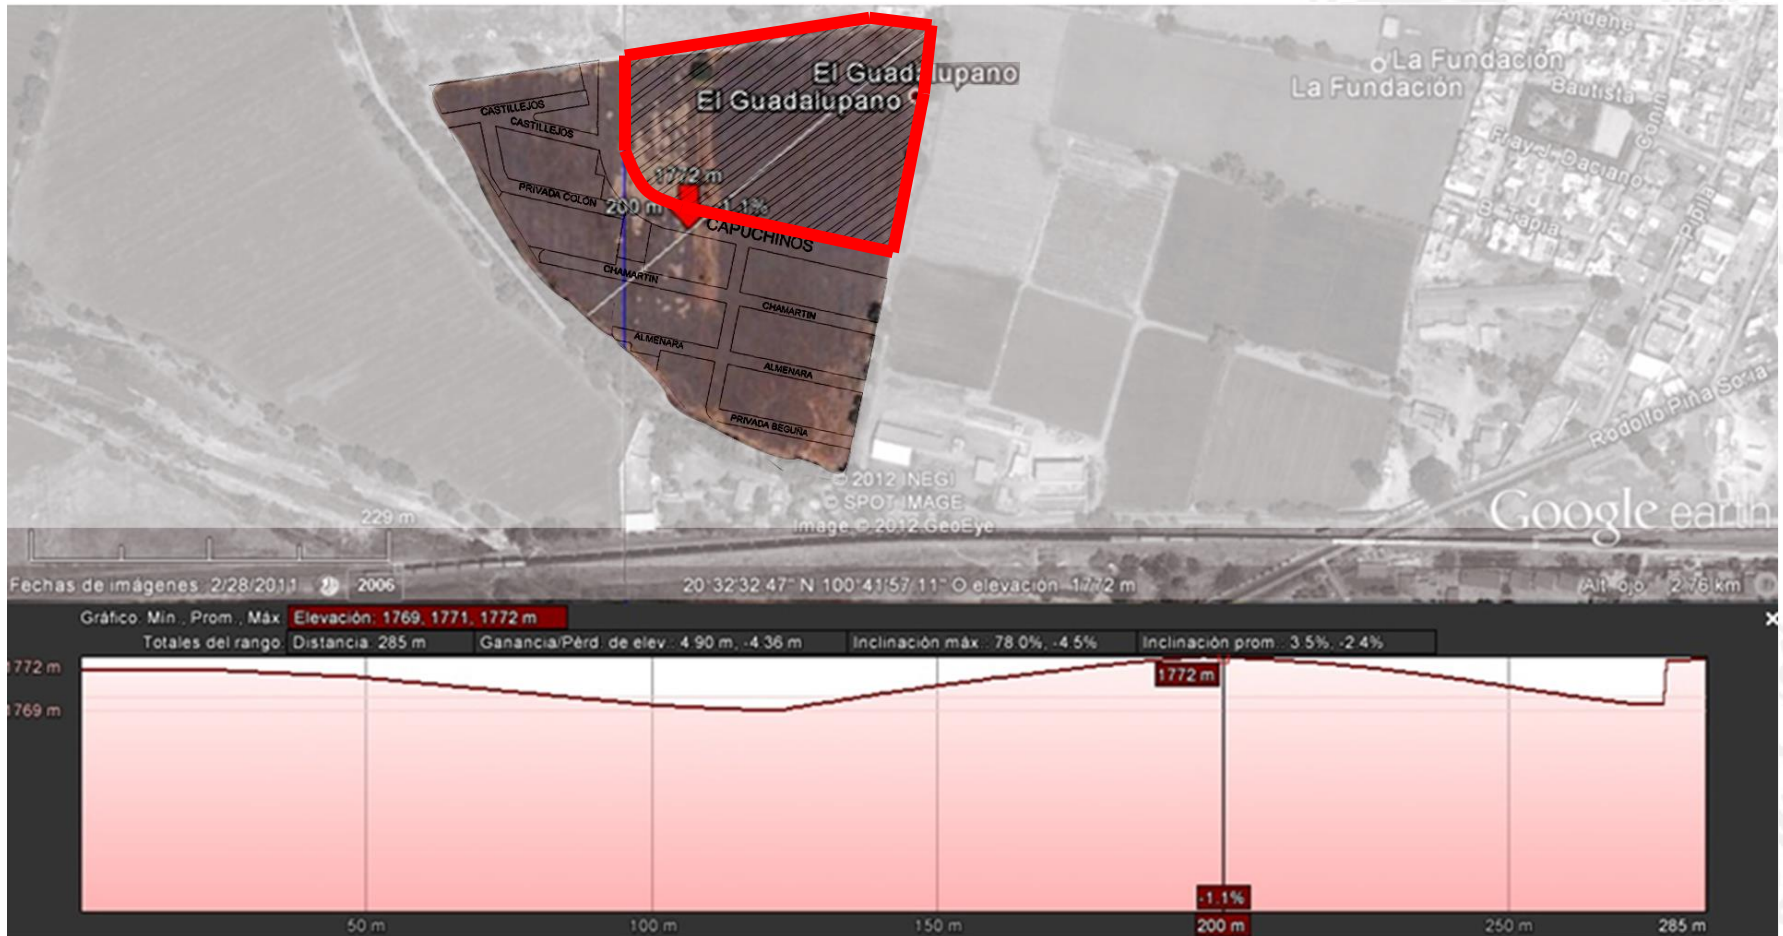 Andene
La Fundación
La Fundación
El Guadalupano
El Guadalupano
Bautista
Conín
CASTILLEJOS
CASTILLEJOS
Fray J. Daciano
1772 m
PRIVADA COLON
200 m
-1.1%
Pípila
B. Tapia
CAPUCHINOS
CHAMARTIN
CHAMARTIN
ALMENARA
ALMENARA
Rodolfo Piña Soria
PRIVADA BEGUÑA
© 2012 INEGI
© SPOT IMAGE
Image © 2012 GeoEye
Google earth
229 m
Fechas de imágenes: 2/28/2011 2006 20°32'32.47" N 100°41'57.11" O elevación 1772 m Alt. ojo 2.76 km
Gráfico: Mín., Prom., Máx. Elevación: 1769, 1771, 1772 m
Totales del rango: Distancia: 285 m Ganancia/Pérd. de elev.: 4.90 m, -4.36 m Inclinación máx.: 78.0%, -4.5% Inclinación prom.: 3.5%, -2.4%
1772 m
1772 m
1769 m
-1.1%
50 m 100 m 150 m 200 m 250 m 285 m